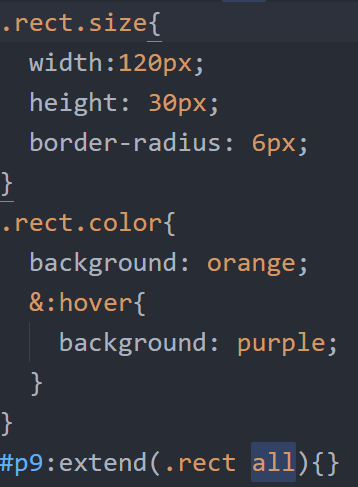 .rect.size{
width:120px;
height: 30px;
border-radius: 6px;
}
.rect.color{
background: orange;
&:hover{
background: purple;
}
}
#p9:extend(.rect all){}